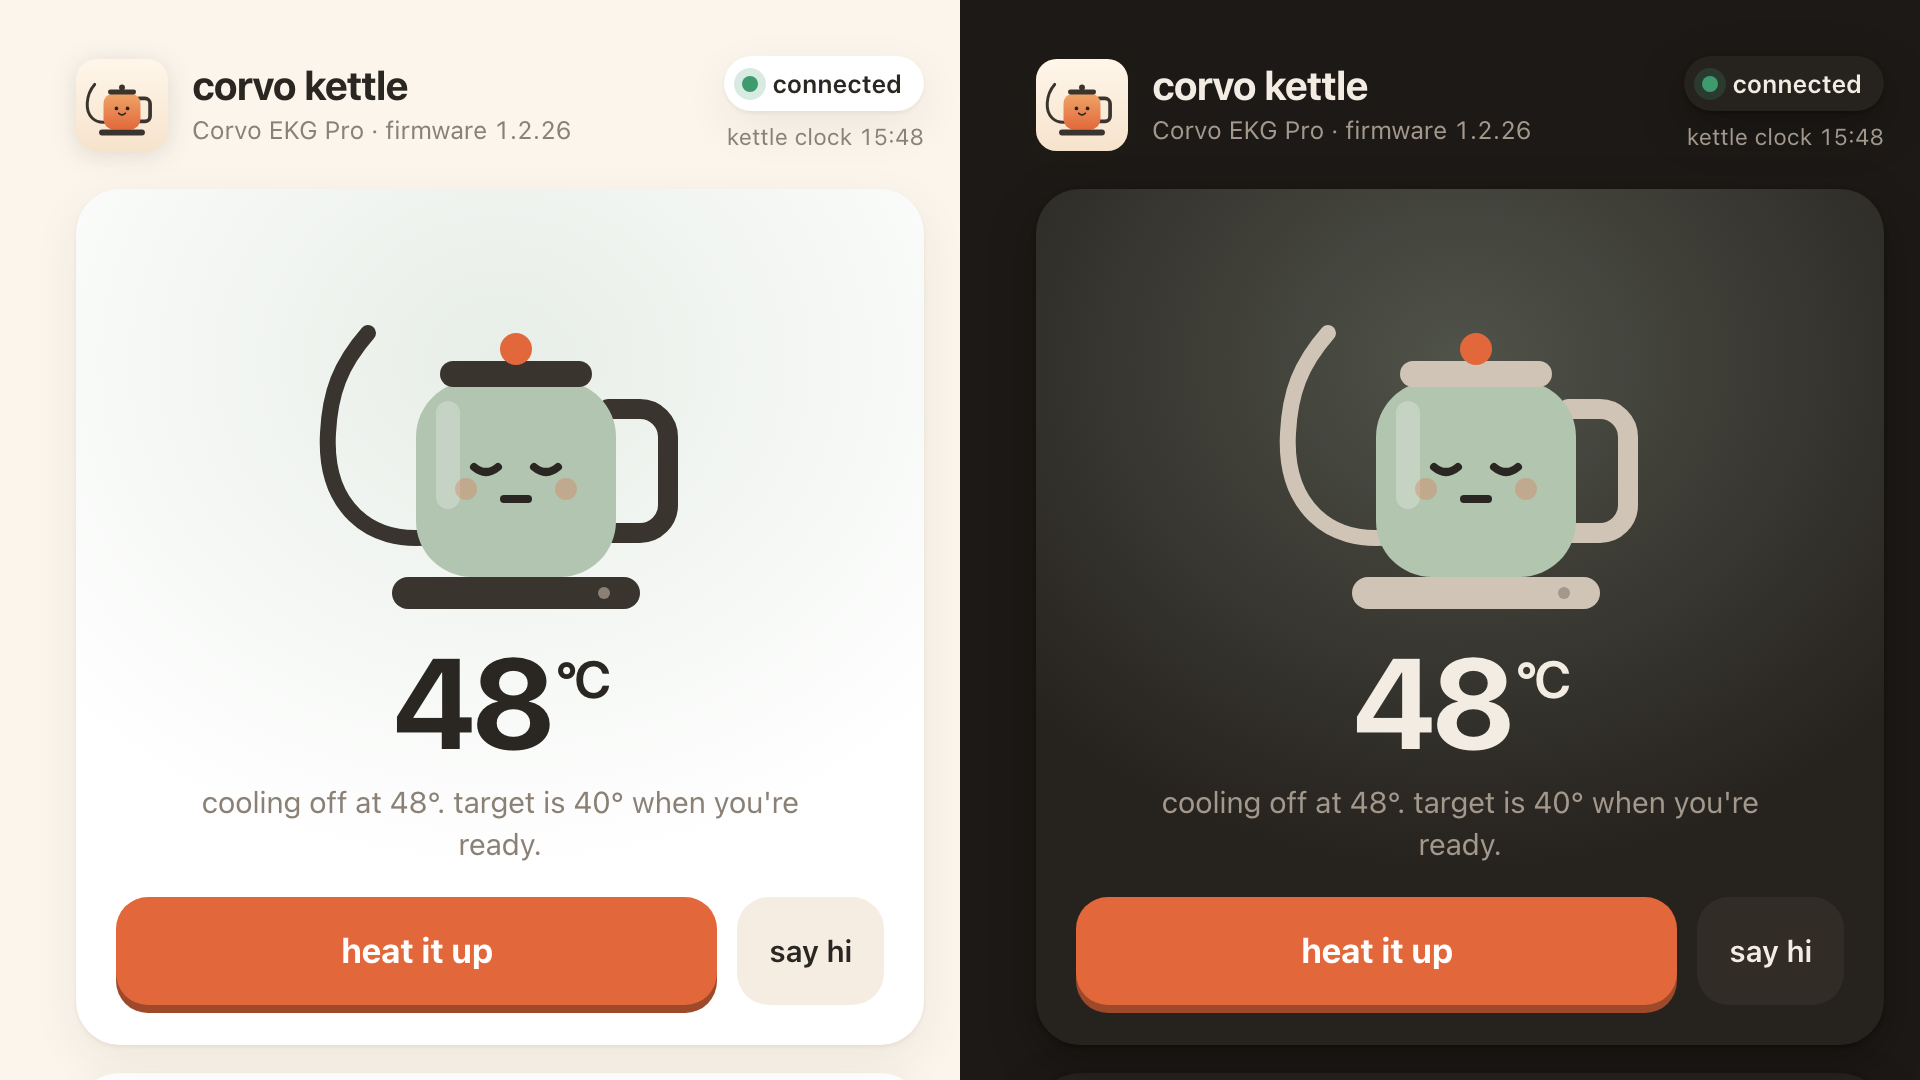 corvo kettle
Corvo EKG Pro · firmware 1.2.26
connected
kettle clock 15:48
48°C
cooling off at 48°. target is 40° when you're
ready.
heat it up
say hi
corvo kettle
Corvo EKG Pro · firmware 1.2.26
connected
kettle clock 15:48
48°C
cooling off at 48°. target is 40° when you're
ready.
heat it up
say hi